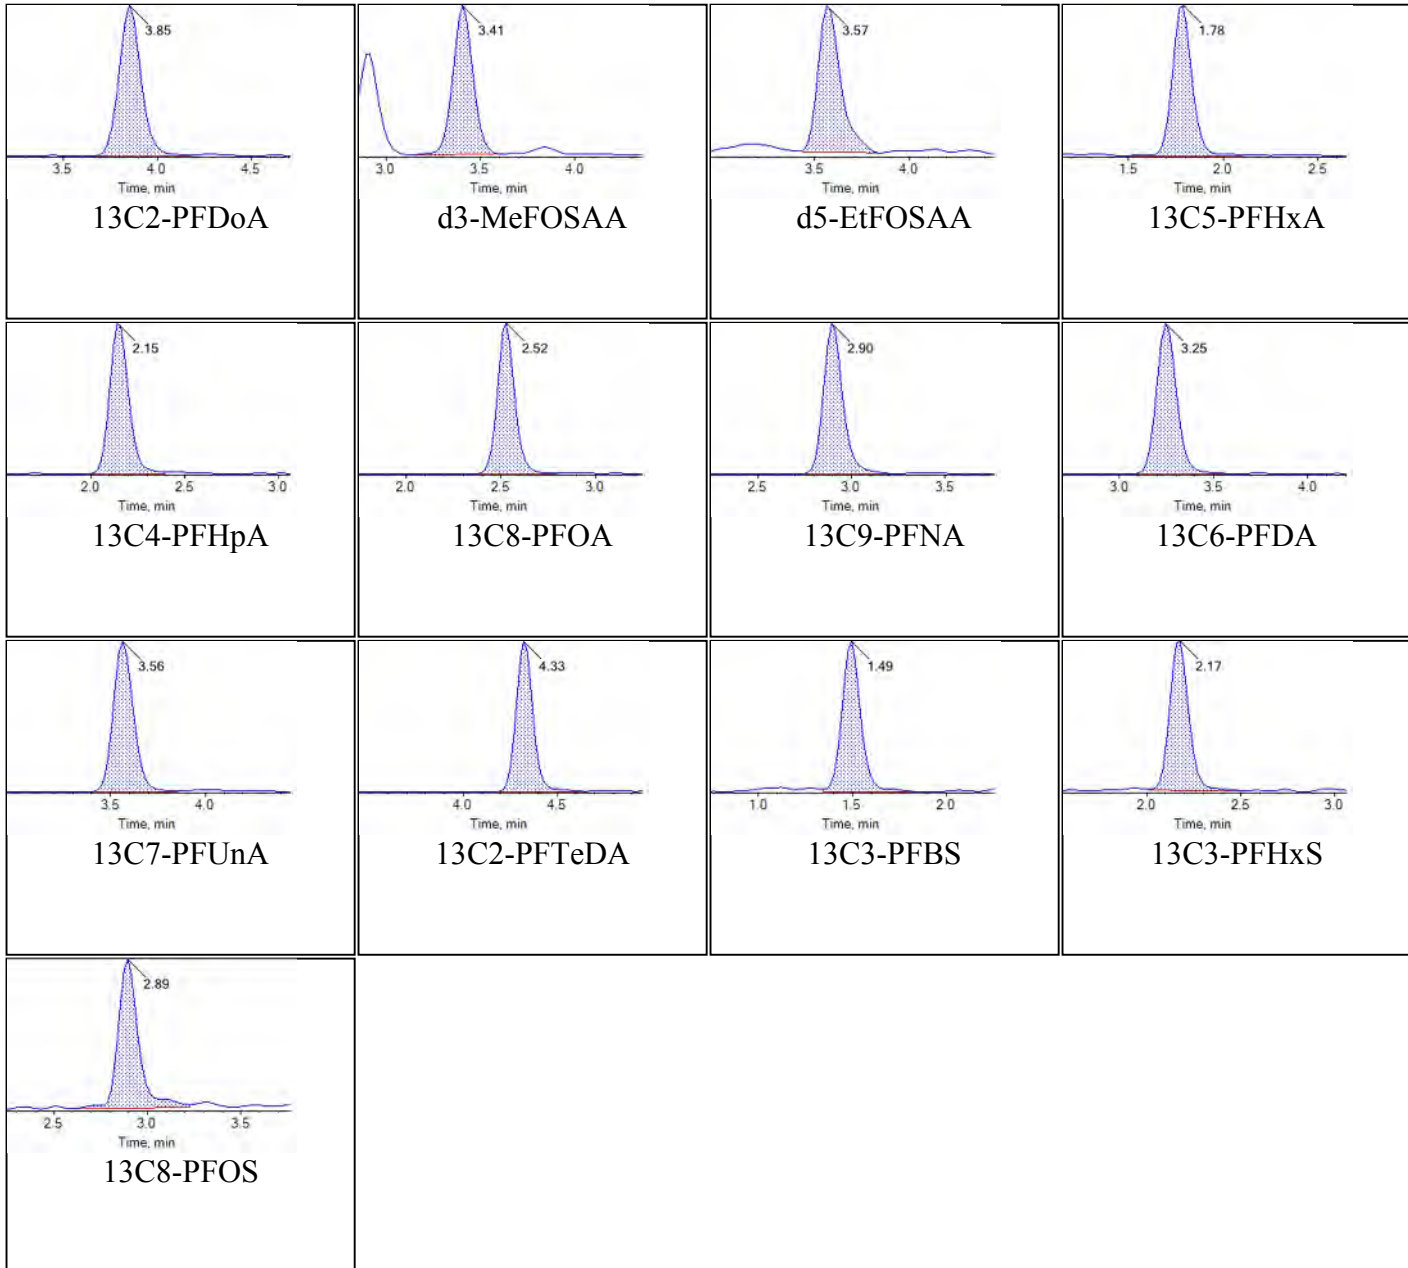 3.85
3.5 4.0 4.5
Time, min
13C2-PFDoA
3.41
3.0 3.5 4.0
Time, min
d3-MeFOSAA
3.57
3.5 4.0
Time, min
d5-EtFOSAA
1.78
1.5 2.0 2.5
Time, min
13C5-PFHxA
2.15
2.0 2.5 3.0
Time, min
13C4-PFHpA
2.52
2.0 2.5 3.0
Time, min
13C8-PFOA
2.90
2.5 3.0 3.5
Time, min
13C9-PFNA
3.25
3.0 3.5 4.0
Time, min
13C6-PFDA
3.56
3.5 4.0
Time, min
13C7-PFUnA
4.33
4.0 4.5
Time, min
13C2-PFTeDA
1.49
1.0 1.5 2.0
Time, min
13C3-PFBS
2.17
2.0 2.5 3.0
Time, min
13C3-PFHxS
2.89
2.5 3.0 3.5
Time, min
13C8-PFOS